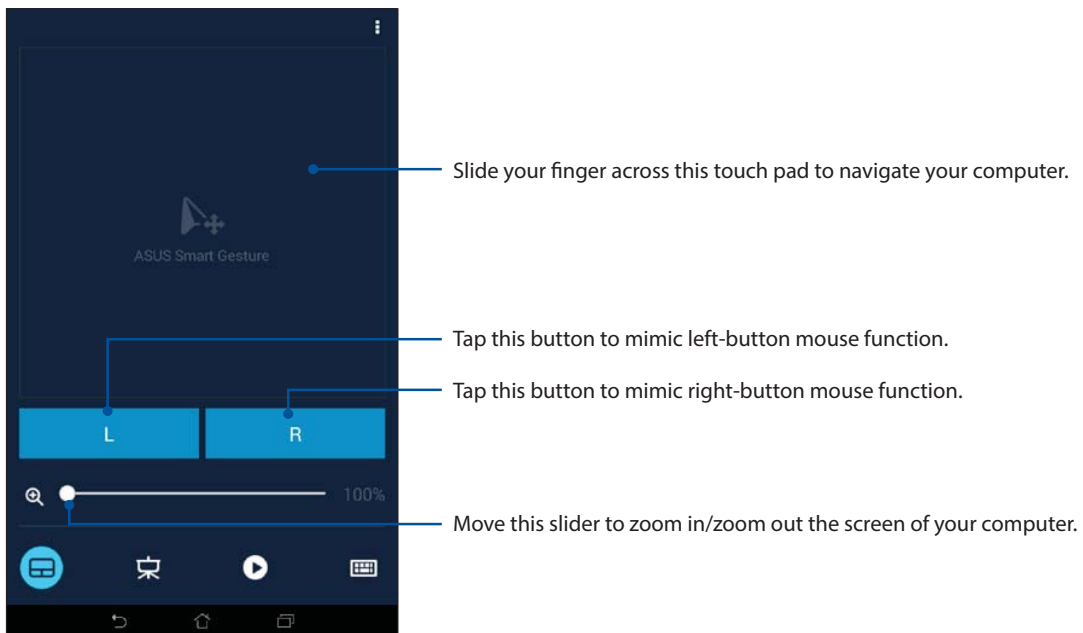 Slide your finger across this touch pad to navigate your computer.
ASUS Smart Gesture
Tap this button to mimic left-button mouse function.
Tap this button to mimic right-button mouse function.
L
R
100%
Move this slider to zoom in/zoom out the screen of your computer.